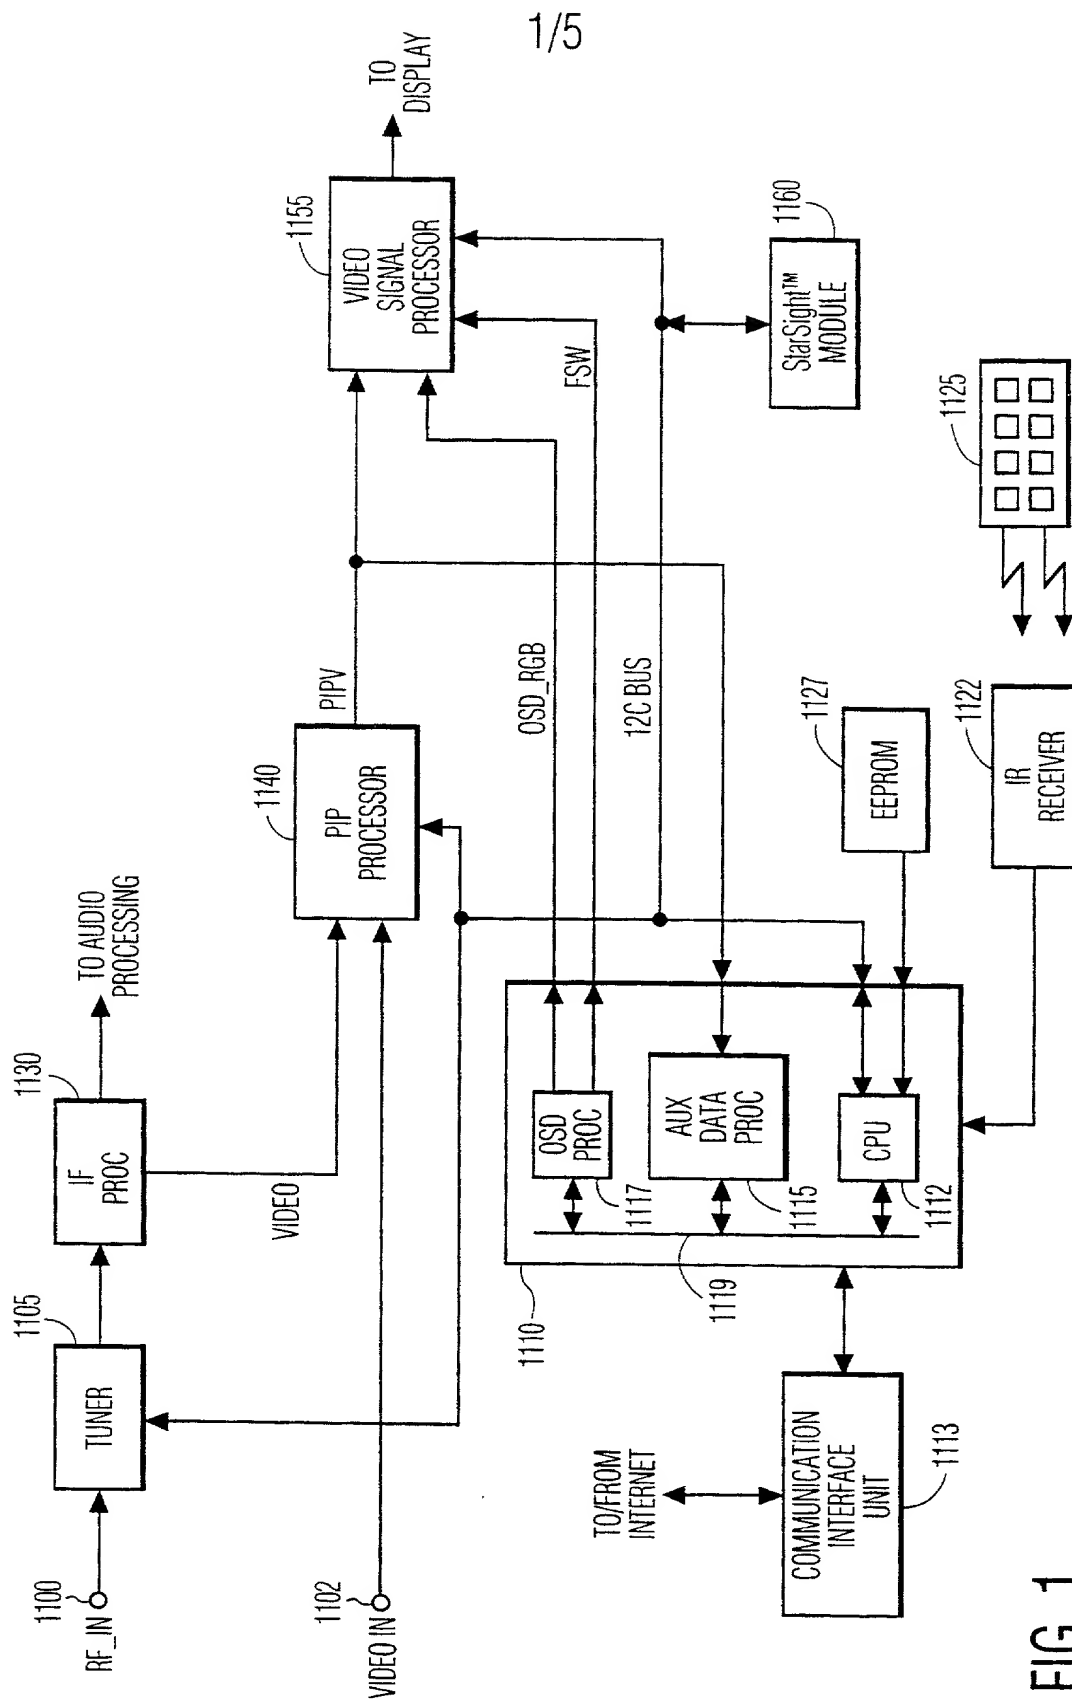 1/5
RF_IN
1100
TUNER
1105
IF
PROC
1130
TO AUDIO
PROCESSING
VIDEO
VIDEO IN
1102
PIP
PROCESSOR
1140
PIPV
VIDEO
SIGNAL
PROCESSOR
1155
TO
DISPLAY
OSD_RGB
FSW
12C BUS
StarSight™
MODULE
1160
1125
OSD
PROC
1117
AUX
DATA
PROC
1115
CPU
1112
1119
1110
EEPROM
1127
IR
RECEIVER
1122
TO/FROM
INTERNET
COMMUNICATION
INTERFACE
UNIT
1113
FIG. 1